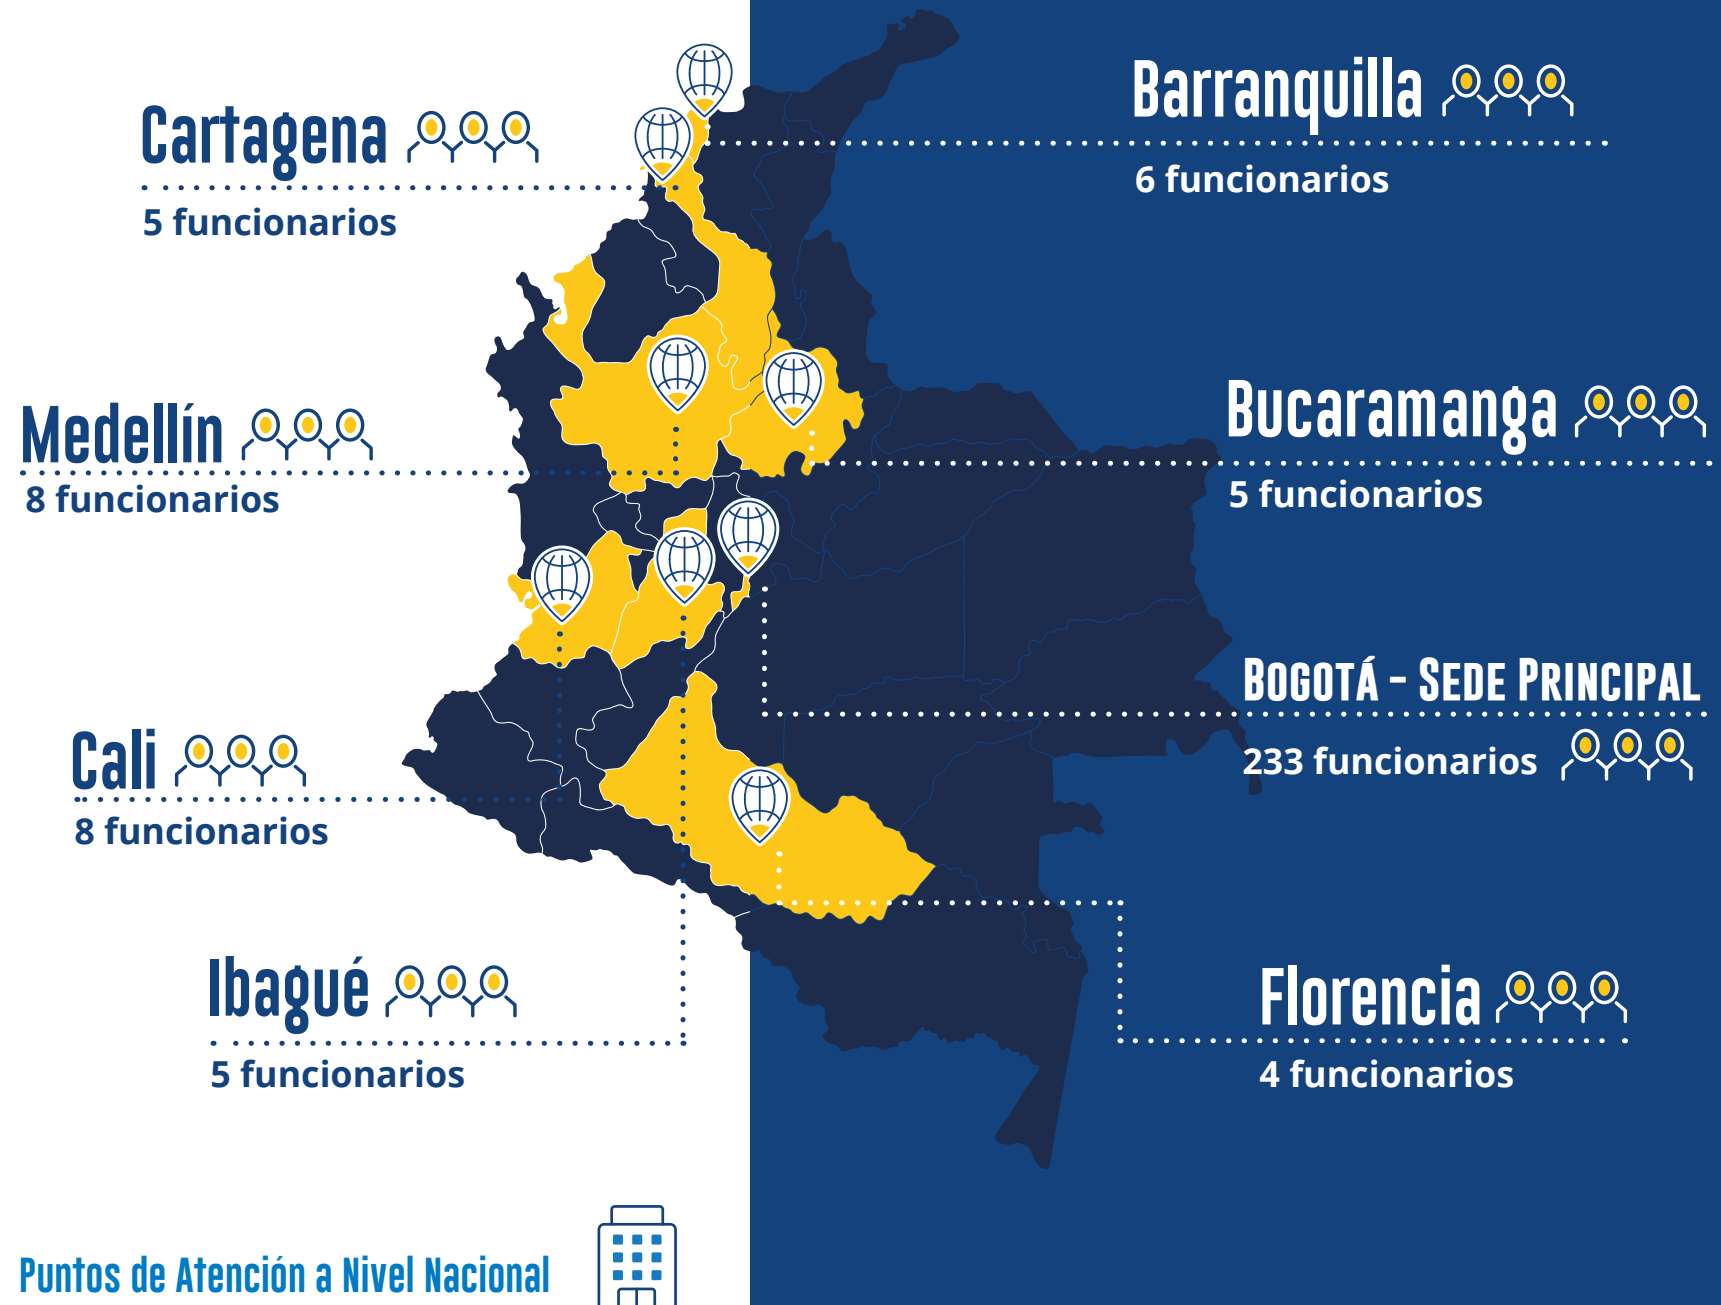 Cartagena
5 funcionarios
Barranquilla
6 funcionarios
Medellín
8 funcionarios
Bucaramanga
5 funcionarios
Bogotá - Sede Principal
233 funcionarios
Cali
8 funcionarios
Ibagué
5 funcionarios
Florencia
4 funcionarios
Puntos de Atención a Nivel Nacional